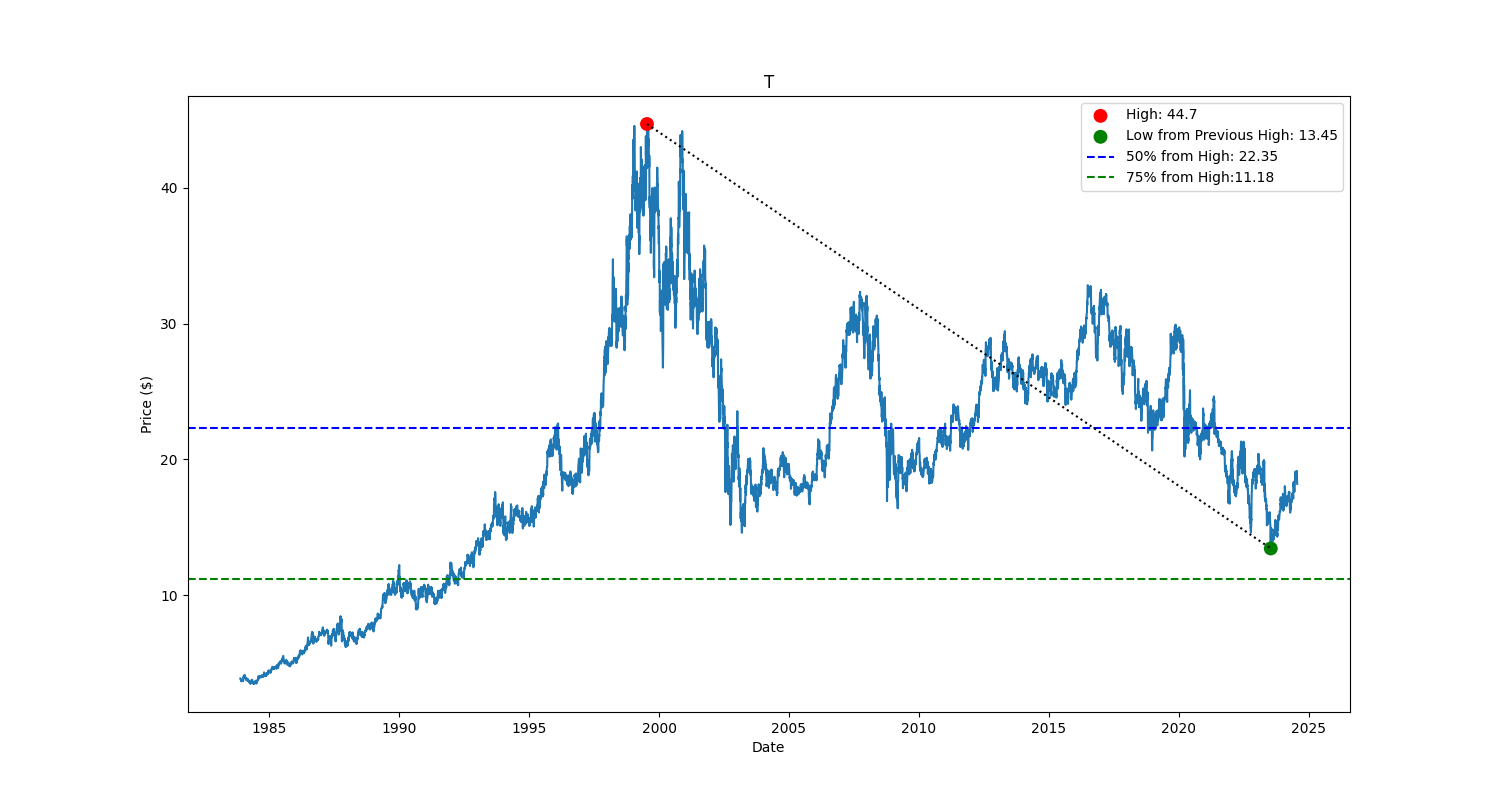 T
High: 44.7
Low from Previous High: 13.45
50% from High: 22.35
75% from High:11.18
Price ($)
40
30
20
10
1985 1990 1995 2000 2005 2010 2015 2020 2025
Date